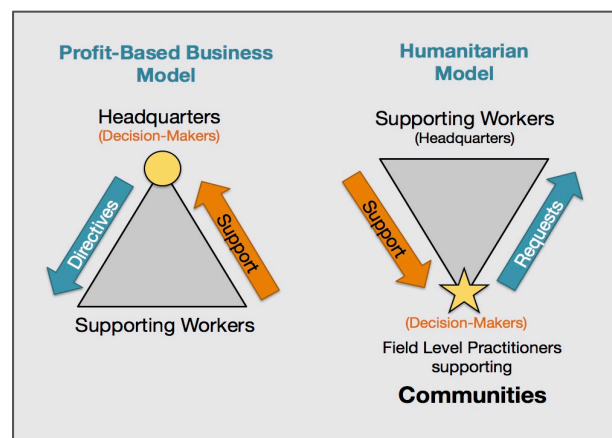 Profit-Based Business
Model
Headquarters
(Decision-Makers)
Directives
Support
Supporting Workers
Humanitarian
Model
Supporting Workers
(Headquarters)
Support
Requests
(Decision-Makers)
Field Level Practitioners
supporting
Communities